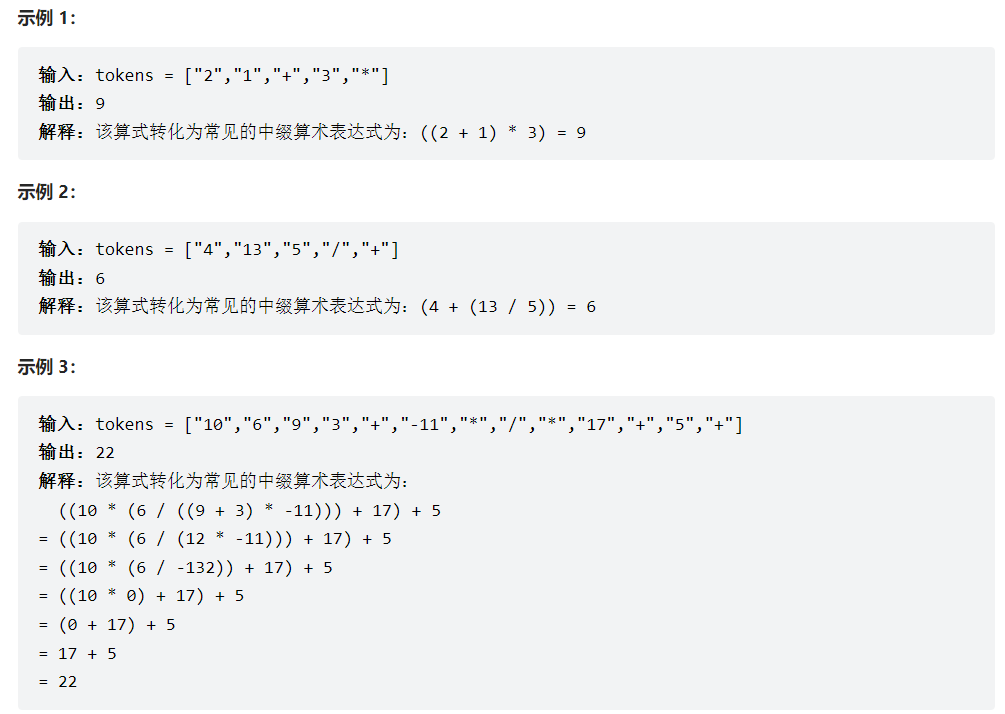 示例 1：
输入：tokens = ["2","1","+","3","*"]
输出：9
解释：该算式转化为常见的中缀算术表达式为：((2 + 1) * 3) = 9
示例 2：
输入：tokens = ["4","13","5","/","+"]
输出：6
解释：该算式转化为常见的中缀算术表达式为：(4 + (13 / 5)) = 6
示例 3：
输入：tokens = ["10","6","9","3","+","-11","*","/","*","17","+","5","+"]
输出：22
解释：该算式转化为常见的中缀算术表达式为：
((10 * (6 / ((9 + 3) * -11))) + 17) + 5
= ((10 * (6 / (12 * -11))) + 17) + 5
= ((10 * (6 / -132)) + 17) + 5
= ((10 * 0) + 17) + 5
= (0 + 17) + 5
= 17 + 5
= 22